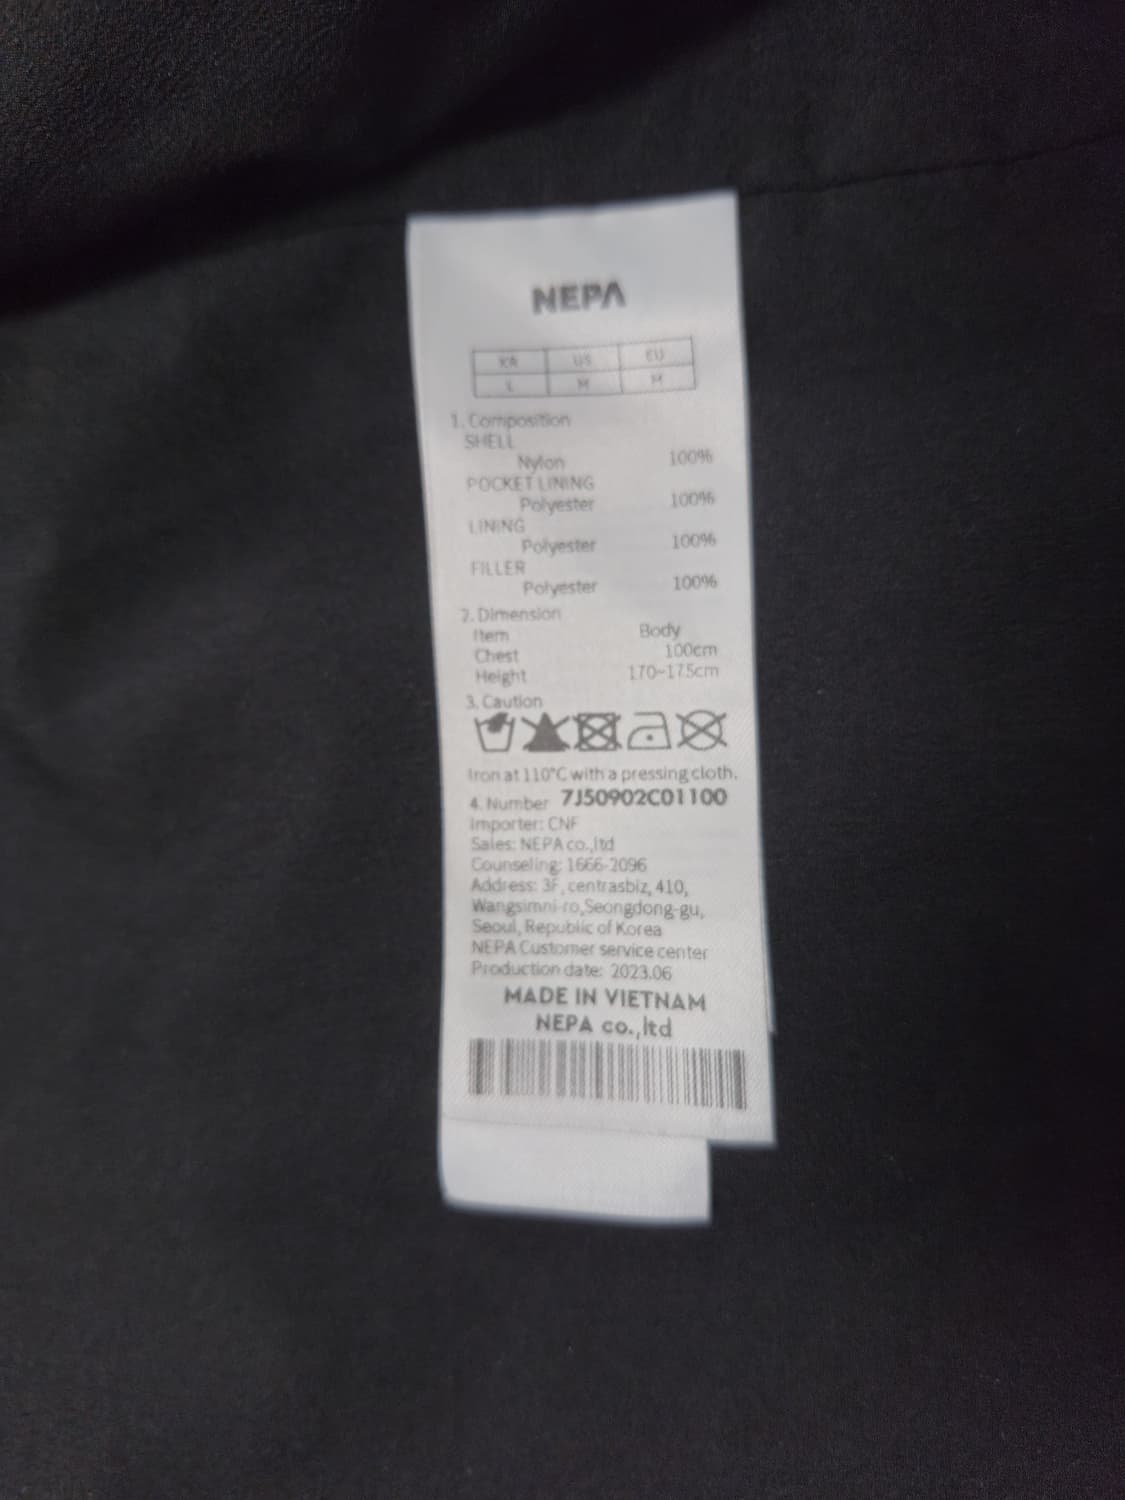 NEPA
KR US EU
L M M
1. Composition
SHELL
Nylon 100%
POCKET LINING
Polyester 100%
LINING
Polyester 100%
FILLER
Polyester 100%
2. Dimension
Item Body
Chest 100cm
Height 170~175cm
3. Caution
Iron at 110°C with a pressing cloth.
4. Number 7J50902C01100
Importer: CNF
Sales: NEPA co.,ltd
Counseling: 1666-2096
Address: 3F, centrasbiz, 410,
Wangsimni-ro,Seongdong-gu,
Seoul, Republic of Korea
NEPA Customer service center
Production date: 2023.06
MADE IN VIETNAM
NEPA co.,ltd